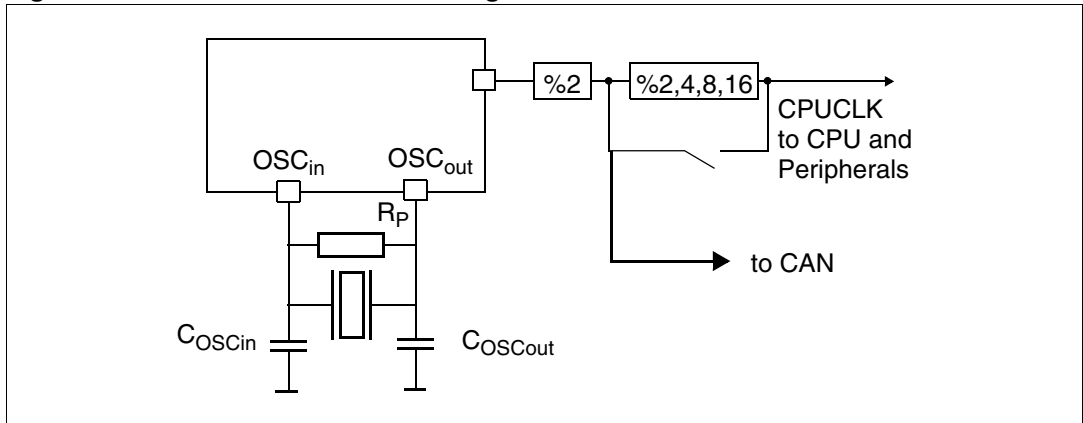 %2
%2,4,8,16
CPUCLK
to CPU and
Peripherals
OSCin
OSCout
RP
to CAN
COSCin
COSCout